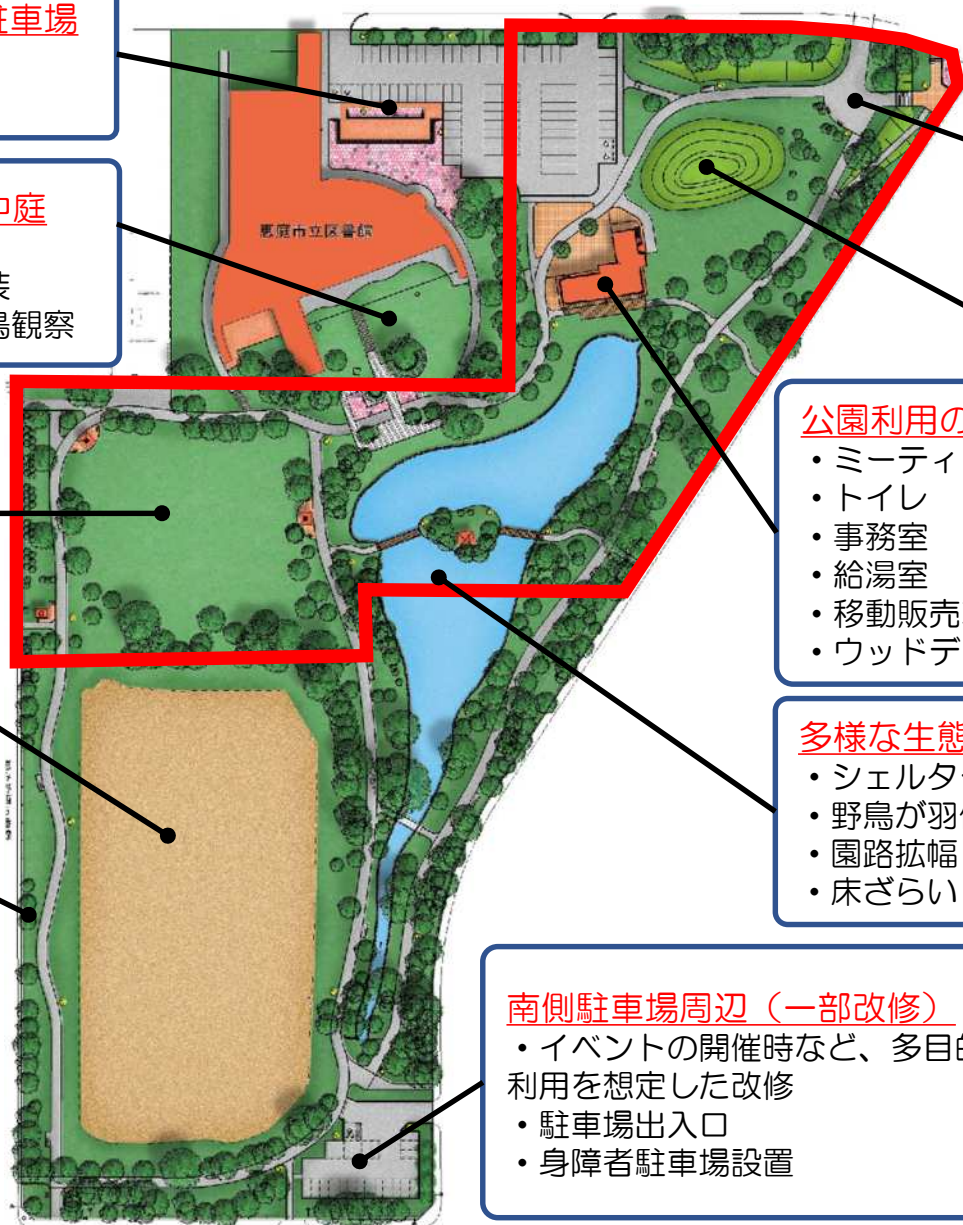 駐車場
中庭
装
鳥観察
恵庭市立図書館
公園利用の
・ミーティ
・トイレ
・事務室
・給湯室
・移動販売
・ウッドデ
多様な生態
・シェルター
・野鳥が羽
・園路拡幅
・床ざらい
南側駐車場周辺（一部改修）
・イベントの開催時など、多目的
利用を想定した改修
・駐車場出入口
・身障者駐車場設置